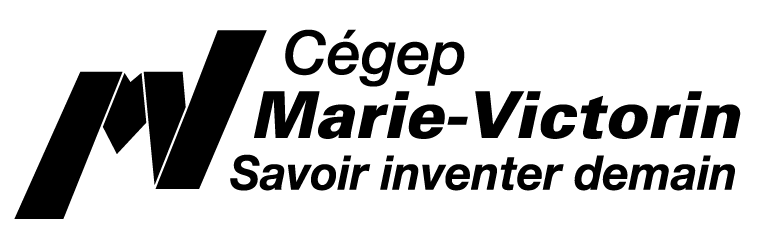 Cégep
Marie-Victorin
Savoir inventer demain